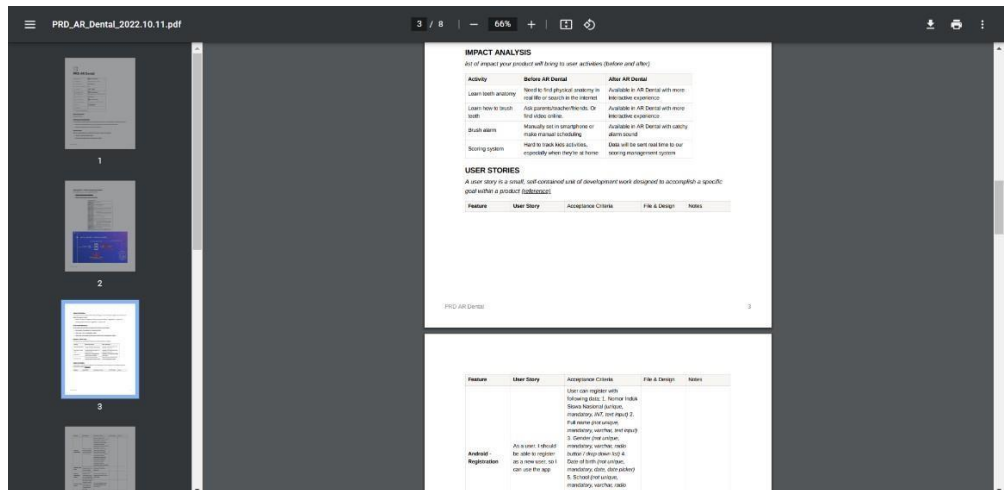 PRD_AR_Dental_2022.10.11.pdf
3 / 8
66%
1
2
3
IMPACT ANALYSIS
list of impact your product will bring to user activities (before and after)
Activity Before AR Dental After AR Dental
Learn teeth anatomy Need to find physical anatomy in real life or search in the internet Available in AR Dental with more interactive experience
Learn how to brush teeth Ask parents/teacher/friends. Or find video online. Available in AR Dental with more interactive experience
Brush alarm Manually set in smartphone or make manual scheduling Available in AR Dental with catchy alarm sound
Scoring system Hard to track kids activities, especially when they're at home Data will be sent real time to our scoring management system
USER STORIES
A user story is a small, self-contained unit of development work designed to accomplish a specific
goal within a product (reference).
Feature User Story Acceptance Criteria File & Design Notes
PRD AR Dental 3
Feature User Story Acceptance Criteria File & Design Notes
Android - Registration
As a user, I should
be able to register
as a new user, so I
can use the app
User can register with
following data: 1. Nomor Induk
Siswa Nasional (unique,
mandatory, INT, text input) 2.
Full name (not unique,
mandatory, varchar, text input)
3. Gender (not unique,
mandatory, varchar, radio
button / drop down list) 4.
Date of birth (not unique,
mandatory, date, date picker)
5. School (not unique,
mandatory, varchar, radio